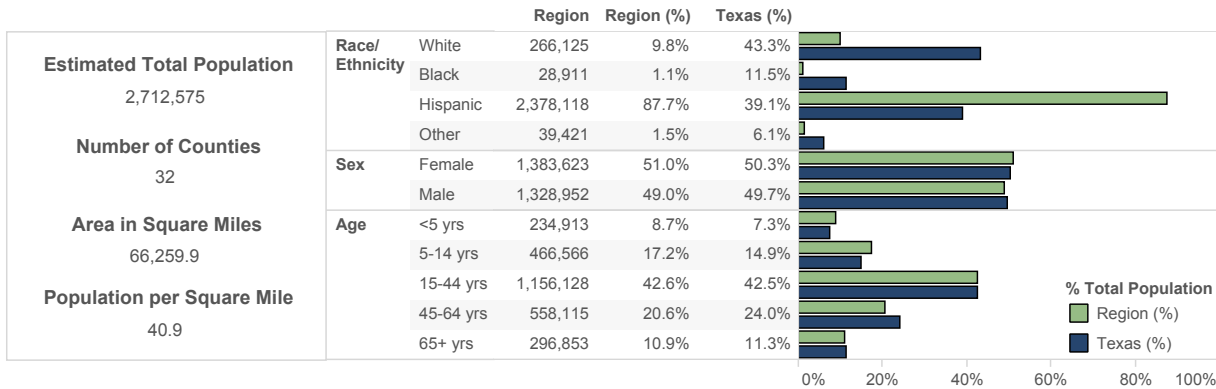 Region Region (%) Texas (%)
Estimated Total Population
2,712,575
Number of Counties
32
Area in Square Miles
66,259.9
Population per Square Mile
40.9
Race/ White 266,125 9.8% 43.3%
Ethnicity
Black 28,911 1.1% 11.5%
Hispanic 2,378,118 87.7% 39.1%
Other 39,421 1.5% 6.1%
Sex Female 1,383,623 51.0% 50.3%
Male 1,328,952 49.0% 49.7%
Age <5 yrs 234,913 8.7% 7.3%
5-14 yrs 466,566 17.2% 14.9%
15-44 yrs 1,156,128 42.6% 42.5%
45-64 yrs 558,115 20.6% 24.0%
65+ yrs 296,853 10.9% 11.3%
% Total Population
Region (%)
Texas (%)
0% 20% 40% 60% 80% 100%